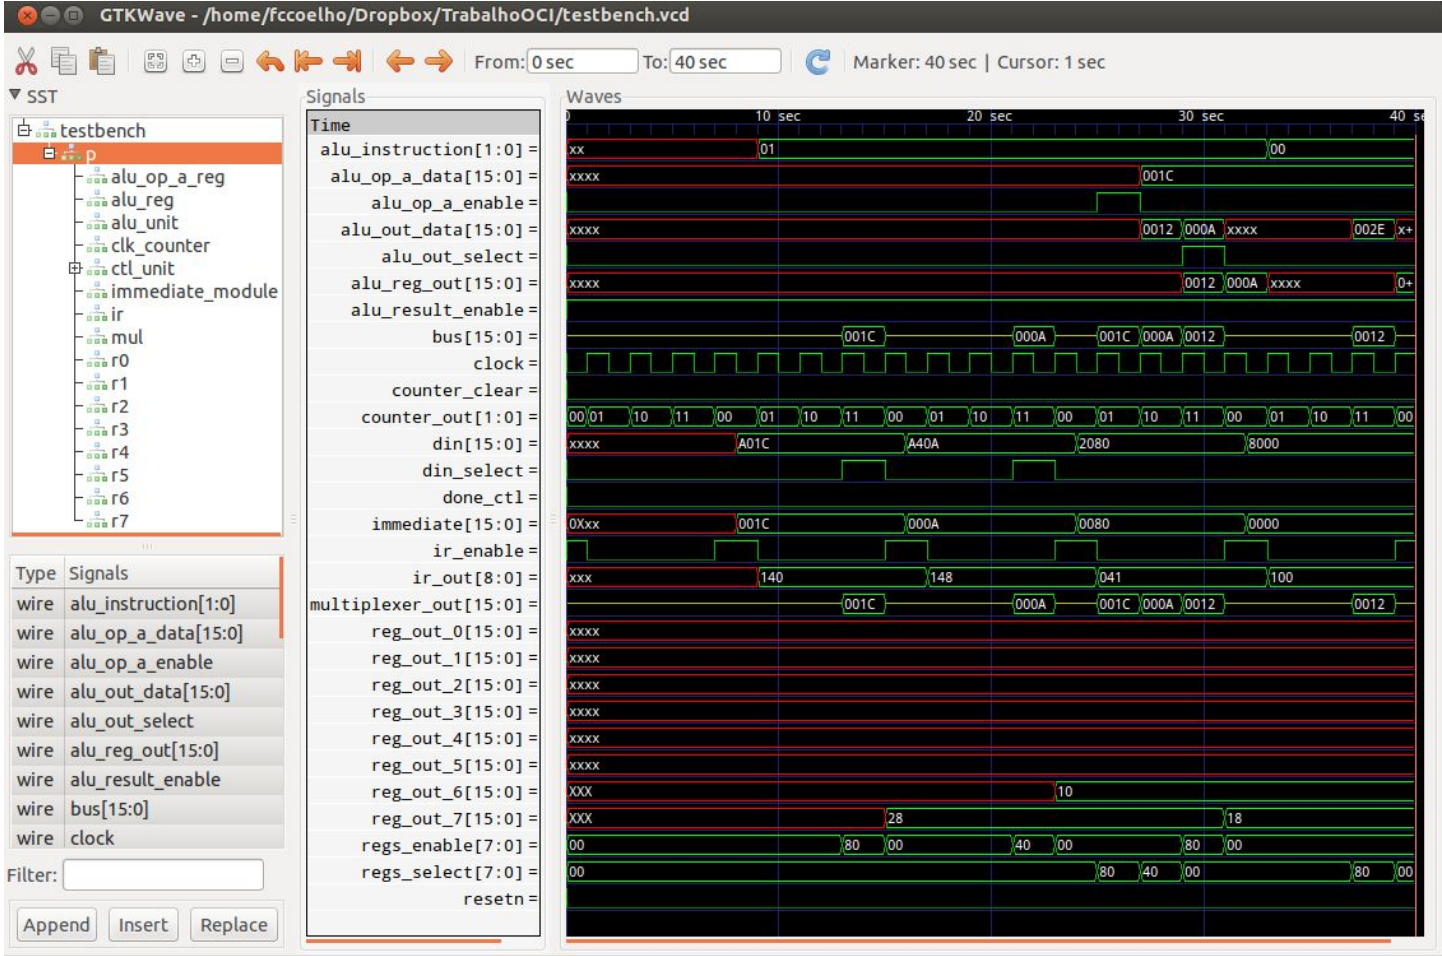 GTKWave - /home/fccoelho/Dropbox/TrabalhoOCI/testbench.vcd
From: 0 sec To: 40 sec Marker: 40 sec | Cursor: 1 sec
SST
testbench
p
alu_op_a_reg
alu_reg
alu_unit
clk_counter
ctl_unit
immediate_module
ir
mul
r0
r1
r2
r3
r4
r5
r6
r7
Type Signals
wire alu_instruction[1:0]
wire alu_op_a_data[15:0]
wire alu_op_a_enable
wire alu_out_data[15:0]
wire alu_out_select
wire alu_reg_out[15:0]
wire alu_result_enable
wire bus[15:0]
wire clock
Filter:
Append Insert Replace
Signals
Time
alu_instruction[1:0] =
alu_op_a_data[15:0] =
alu_op_a_enable =
alu_out_data[15:0] =
alu_out_select =
alu_reg_out[15:0] =
alu_result_enable =
bus[15:0] =
clock =
counter_clear =
counter_out[1:0] =
din[15:0] =
din_select =
done_ctl =
immediate[15:0] =
ir_enable =
ir_out[8:0] =
multiplexer_out[15:0] =
reg_out_0[15:0] =
reg_out_1[15:0] =
reg_out_2[15:0] =
reg_out_3[15:0] =
reg_out_4[15:0] =
reg_out_5[15:0] =
reg_out_6[15:0] =
reg_out_7[15:0] =
regs_enable[7:0] =
regs_select[7:0] =
resetn =
Waves
0 10 sec 20 sec 30 sec 40 se
xx 01 00
xxxx 001C
xxxx 0012 000A xxxx 002E x+
xxxx 0012 000A xxxx 0+
001C 000A 001C 000A 0012 0012
00 01 10 11 00 01 10 11 00 01 10 11 00 01 10 11 00 01 10 11 00
xxxx A01C A40A 2080 8000
0Xxx 001C 000A 0080 0000
xxx 140 148 041 100
001C 000A 001C 000A 0012 0012
xxxx
xxxx
xxxx
xxxx
xxxx
xxxx
XXX 10
XXX 28 18
00 80 00 40 00 80 00
00 80 40 00 80 00